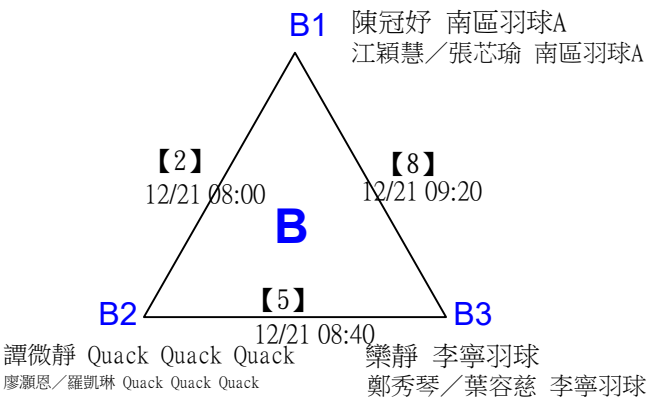 B1
陳冠妤 南區羽球A
江穎慧／張芯瑜 南區羽球A
【2】
12/21 08:00
【8】
12/21 09:20
B
【5】
12/21 08:40
B2
B3
譚微靜 Quack Quack Quack
廖灝恩／羅凱琳 Quack Quack Quack
欒靜 李寧羽球
鄭秀琴／葉容慈 李寧羽球